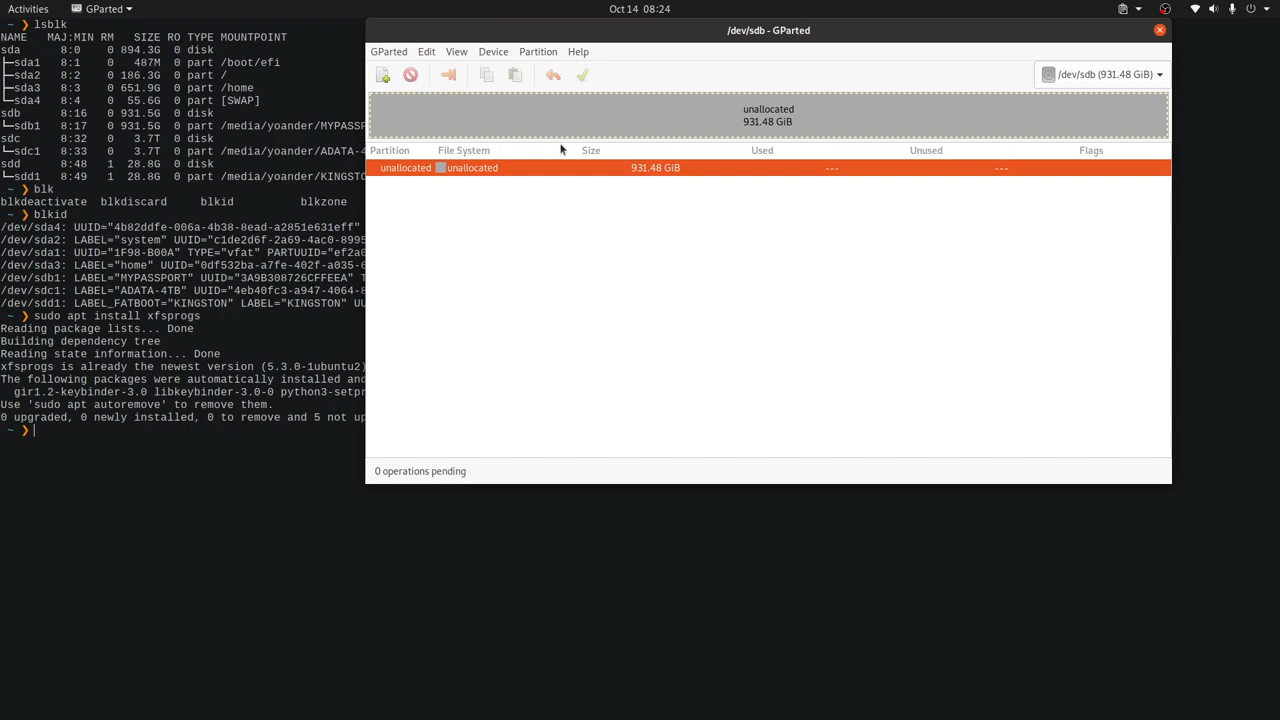 Activities
GParted
Oct 14 08:24
~ ❯ lsblk
NAME MAJ:MIN RM SIZE RO TYPE MOUNTPOINT
sda 8:0 0 894.3G 0 disk
├─sda1 8:1 0 487M 0 part /boot/efi
├─sda2 8:2 0 186.3G 0 part /
├─sda3 8:3 0 651.9G 0 part /home
└─sda4 8:4 0 55.6G 0 part [SWAP]
sdb 8:16 0 931.5G 0 disk
└─sdb1 8:17 0 931.5G 0 part /media/yoander/MYPASSP
sdc 8:32 0 3.7T 0 disk
└─sdc1 8:33 0 3.7T 0 part /media/yoander/ADATA-4
sdd 8:48 1 28.8G 0 disk
└─sdd1 8:49 1 28.8G 0 part /media/yoander/KINGSTO
~ ❯ blk
blkdeactivate blkdiscard blkid blkzone
~ ❯ blkid
/dev/sda4: UUID="4b82ddfe-006a-4b38-8ead-a2851e631eff"
/dev/sda2: LABEL="system" UUID="c1de2d6f-2a69-4ac0-8995
/dev/sda1: UUID="1F98-B00A" TYPE="vfat" PARTUUID="ef2a0
/dev/sda3: LABEL="home" UUID="0df532ba-a7fe-402f-a035-6
/dev/sdb1: LABEL="MYPASSPORT" UUID="3A9B308726CFFEEA" T
/dev/sdc1: LABEL="ADATA-4TB" UUID="4eb40fc3-a947-4064-8
/dev/sdd1: LABEL_FATBOOT="KINGSTON" LABEL="KINGSTON" UU
~ ❯ sudo apt install xfsprogs
Reading package lists... Done
Building dependency tree
Reading state information... Done
xfsprogs is already the newest version (5.3.0-1ubuntu2)
The following packages were automatically installed and
gir1.2-keybinder-3.0 libkeybinder-3.0-0 python3-setpr
Use 'sudo apt autoremove' to remove them.
0 upgraded, 0 newly installed, 0 to remove and 5 not up
~ ❯
/dev/sdb - GParted
GParted Edit View Device Partition Help
/dev/sdb (931.48 GiB)
unallocated
931.48 GiB
Partition File System Size Used Unused Flags
unallocated unallocated 931.48 GiB --- ---
0 operations pending